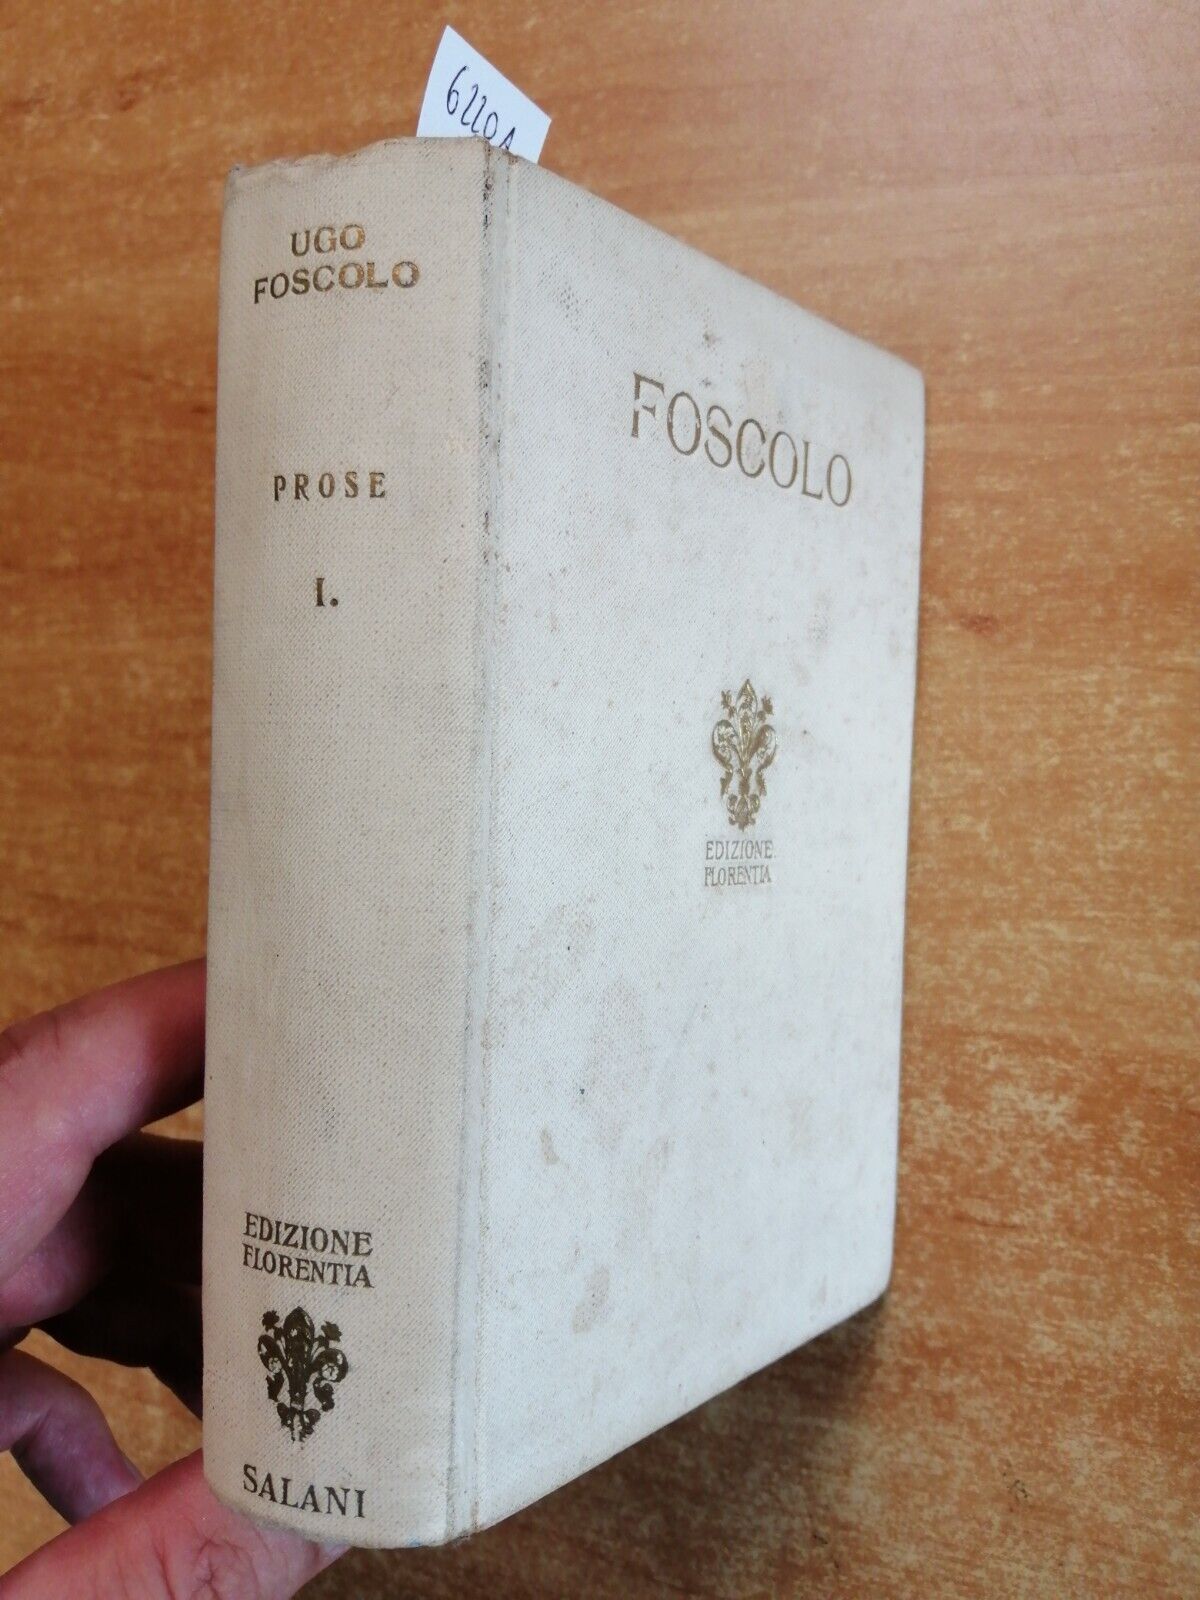 6220A
UGO
FOSCOLO
PROSE
I.
EDIZIONE
FLORENTIA
SALANI
FOSCOLO
EDIZIONE
FLORENTIA